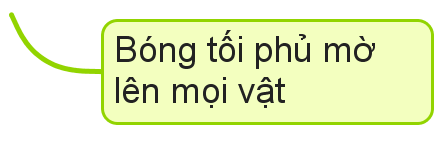 Bóng tối phủ mờ
lên mọi vật